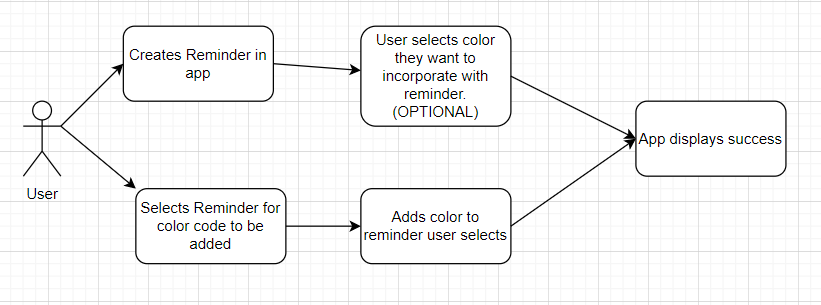 Creates Reminder in
app
User selects color
they want to
incorporate with
reminder.
(OPTIONAL)
App displays success
User
Selects Reminder for
color code to be
added
Adds color to
reminder user selects